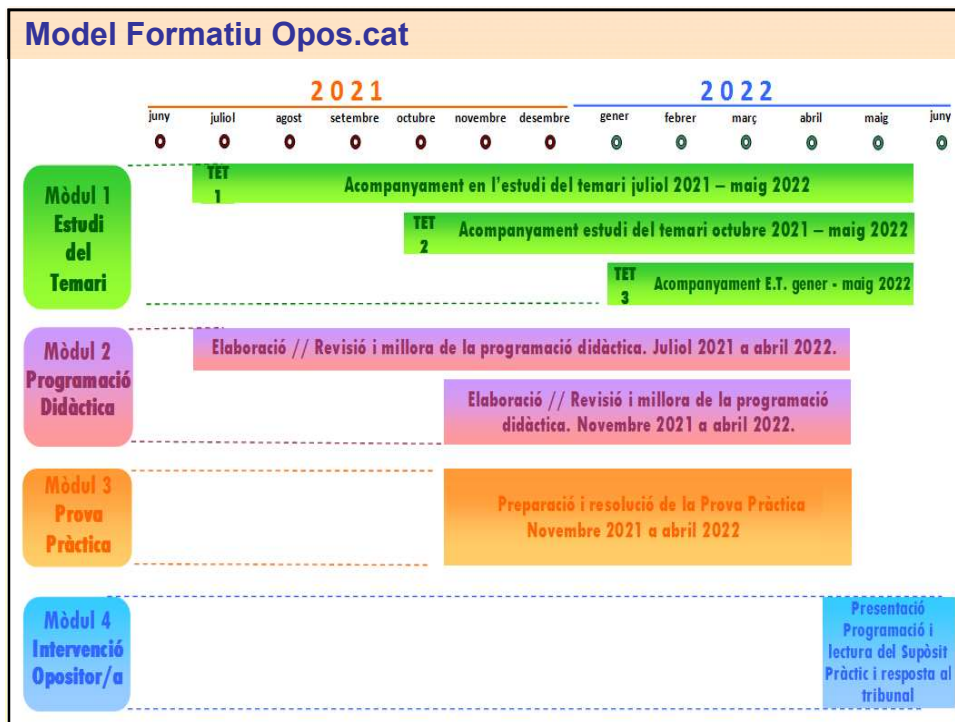 Model Formatiu Opos.cat
2021
2022
juny juliol agost setembre octubre novembre desembre gener febrer març abril maig juny
Mòdul 1
Estudi
del
Temari
TET
1
Acompanyament en l'estudi del temari juliol 2021 – maig 2022
TET
2
Acompanyament estudi del temari octubre 2021 – maig 2022
TET
3
Acompanyament E.T. gener - maig 2022
Mòdul 2
Programació
Didàctica
Elaboració // Revisió i millora de la programació didàctica. Juliol 2021 a abril 2022.
Elaboració // Revisió i millora de la programació
didàctica. Novembre 2021 a abril 2022.
Mòdul 3
Prova
Pràctica
Preparació i resolució de la Prova Pràctica
Novembre 2021 a abril 2022
Mòdul 4
Intervenció
Opositor/a
Presentació
Programació i
lectura del Supòsit
Pràctic i resposta al
tribunal